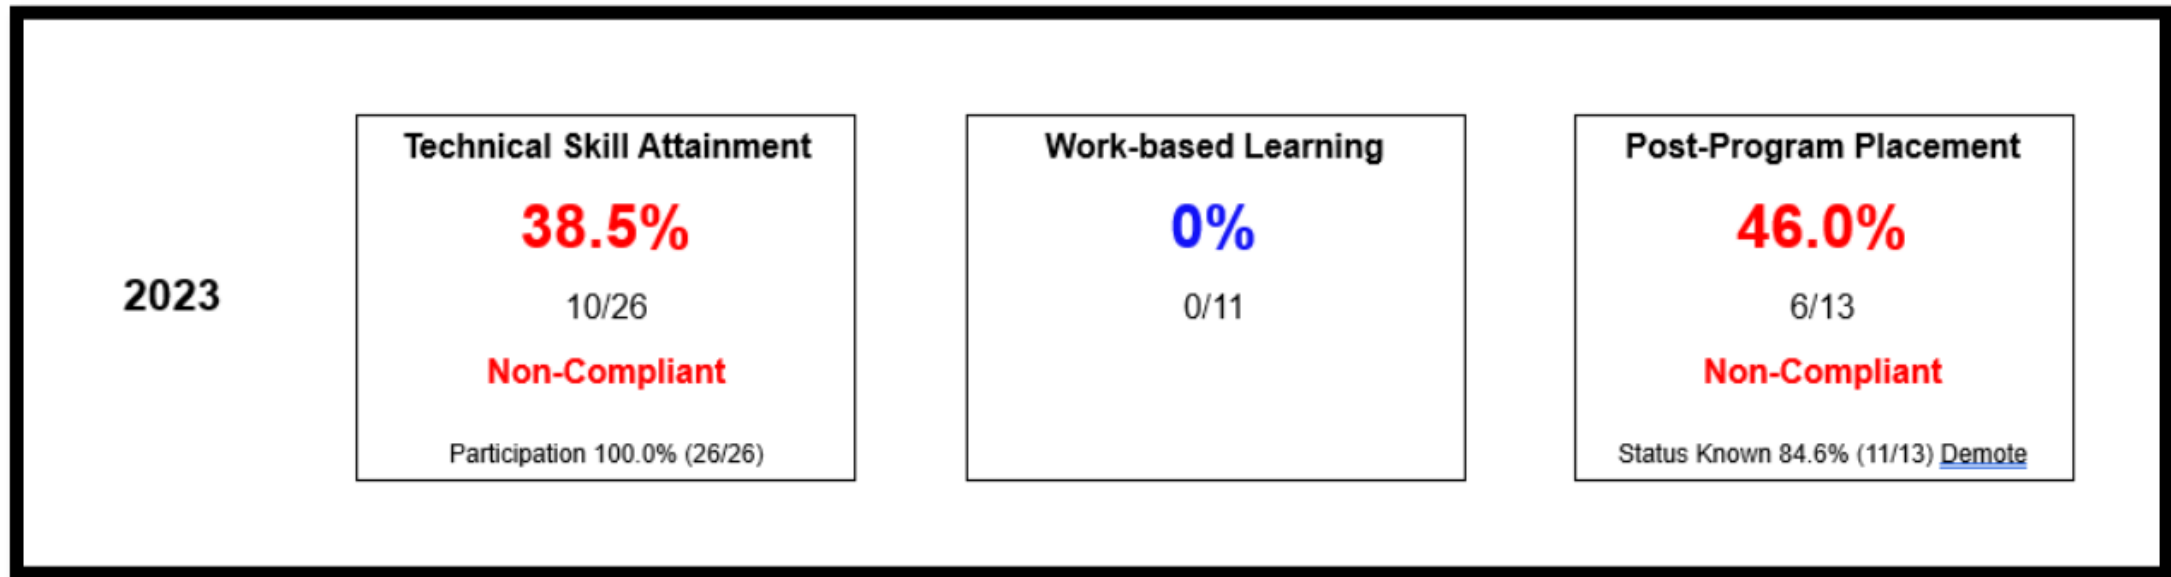 2023
Technical Skill Attainment
38.5%
10/26
Non-Compliant
Participation 100.0% (26/26)
Work-based Learning
0%
0/11
Post-Program Placement
46.0%
6/13
Non-Compliant
Status Known 84.6% (11/13) Demote